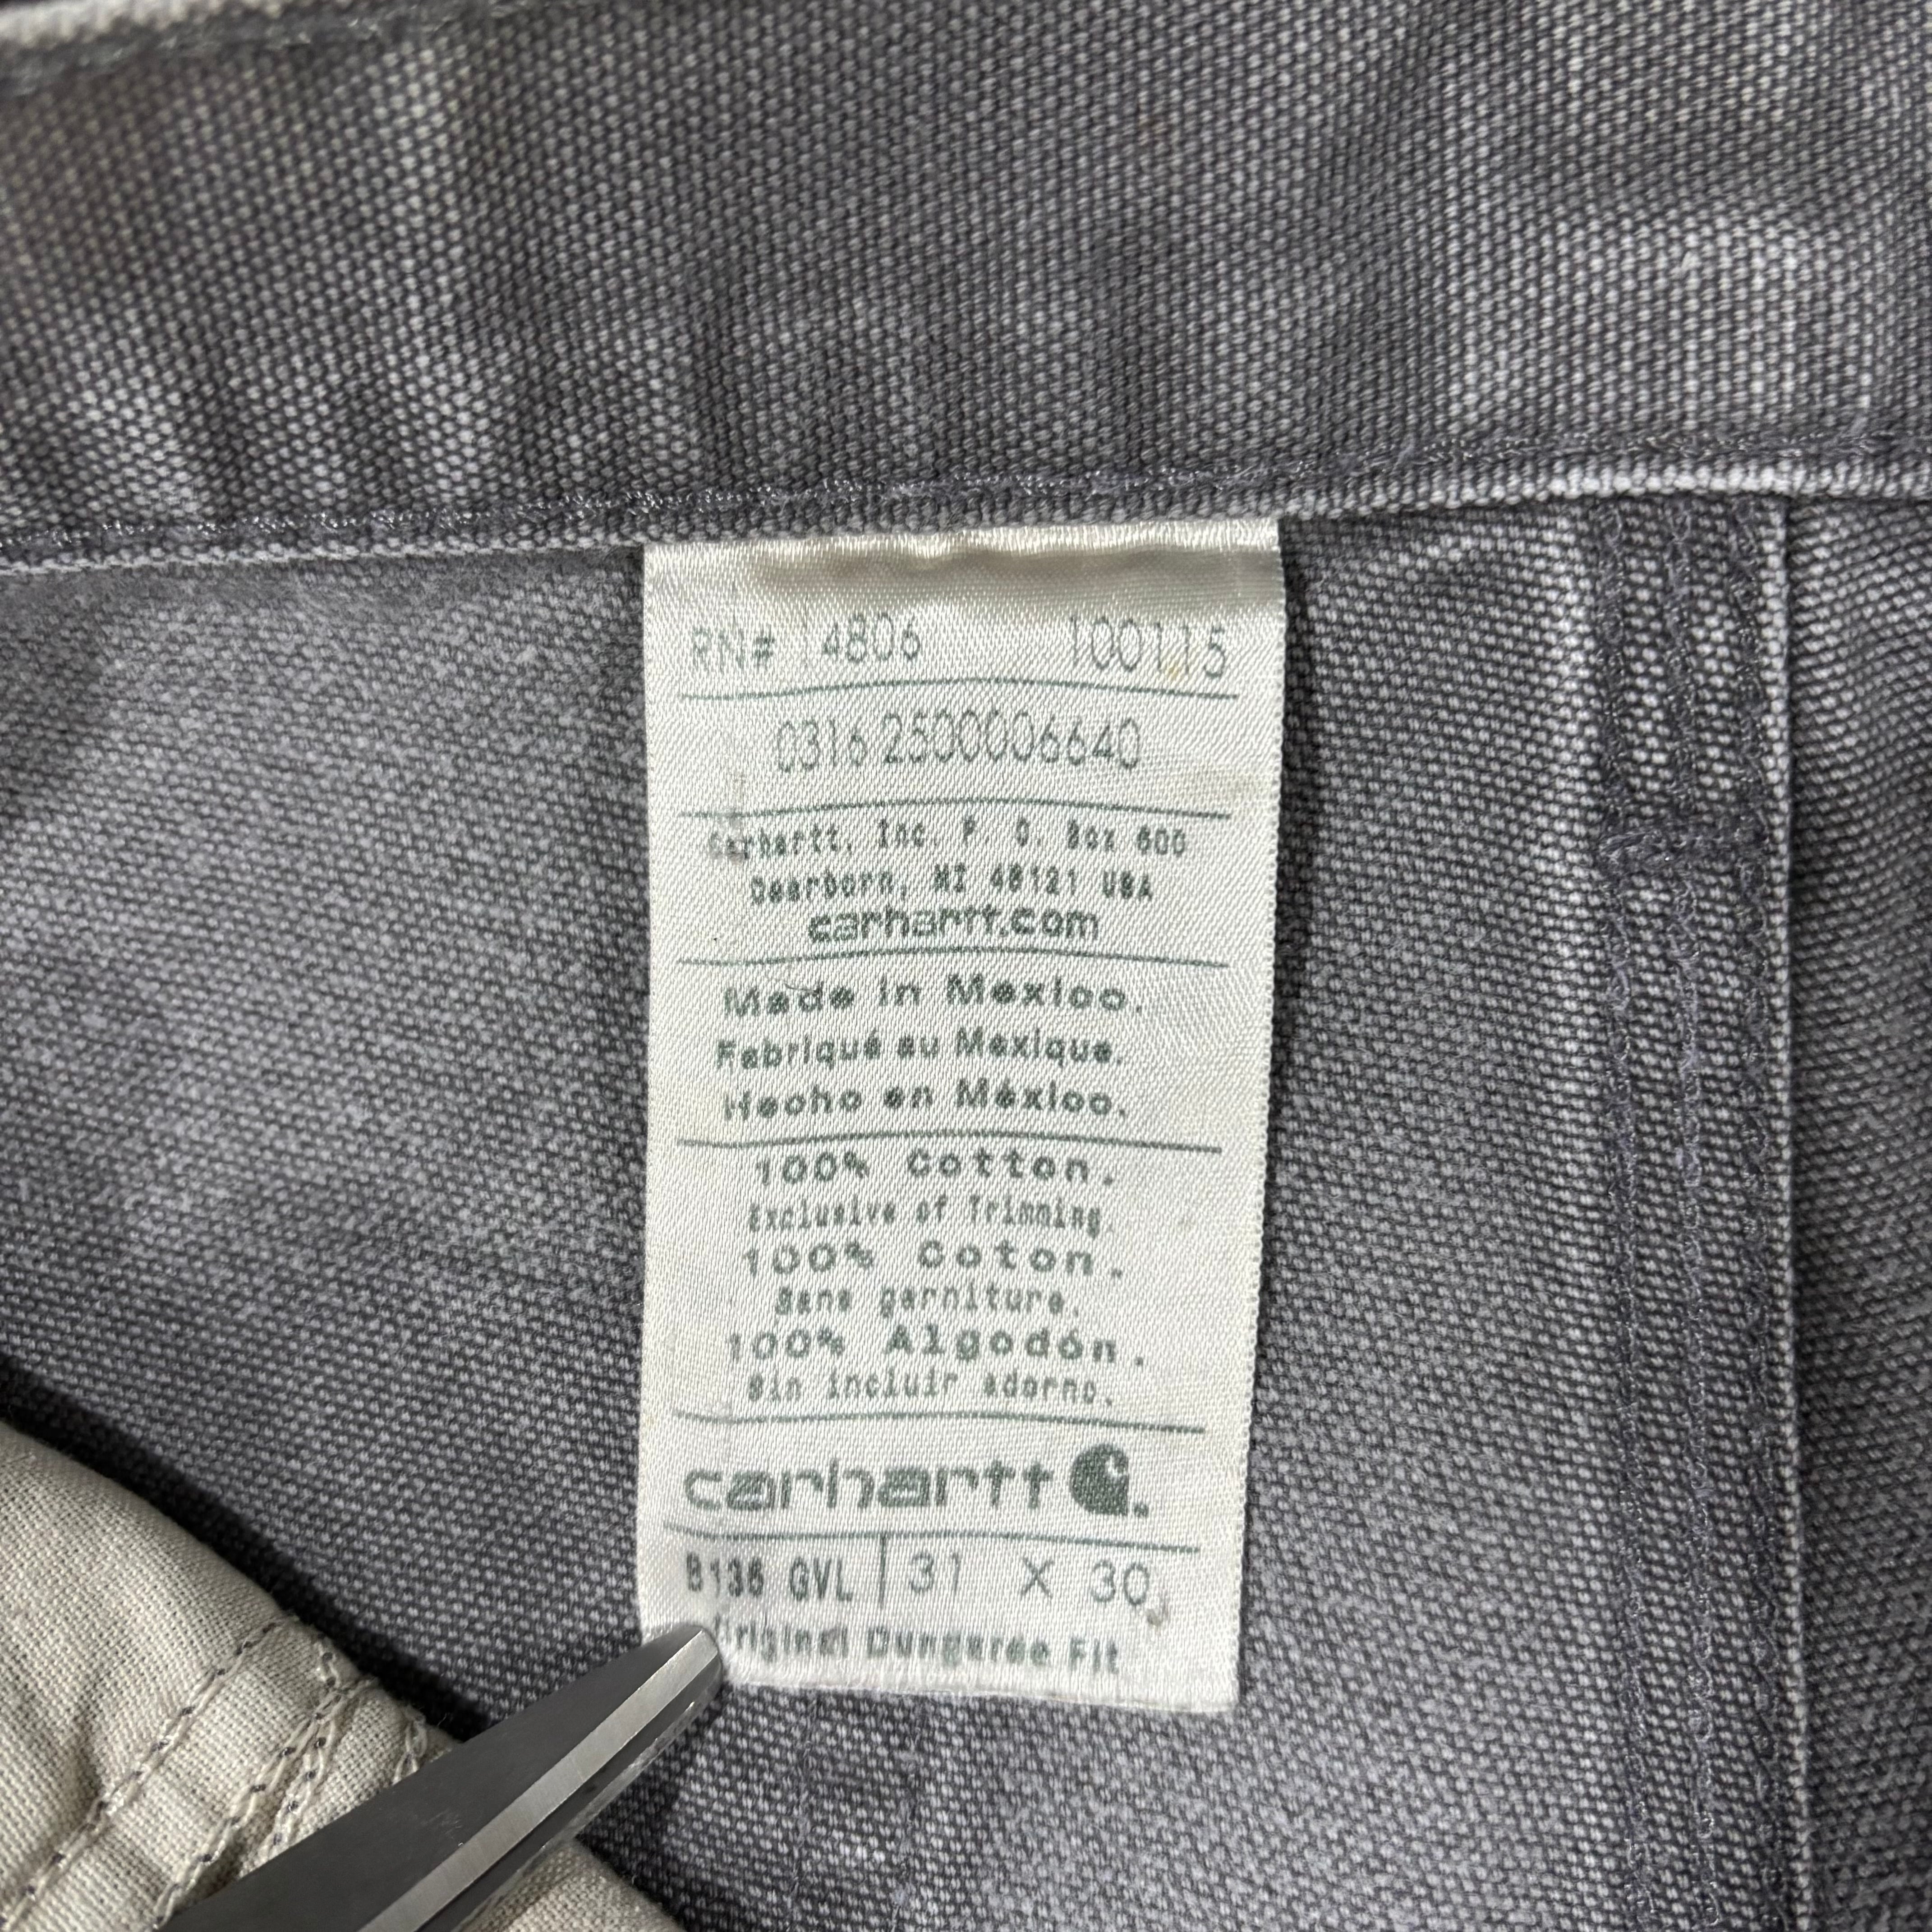 RN# 14806 100115
0316 2500006640
Carhartt, Inc. P. O. Box 600
Dearborn, MI 48121 USA
carhartt.com
Made in Mexico.
Fabriqué au Mexique.
Hecho en México.
100% Cotton.
Exclusive of Trimming.
100% Coton.
Sans garniture.
100% Algodón.
Sin incluir adorno.
carhartt
B136 GVL 31 X 30
Original Dungaree Fit